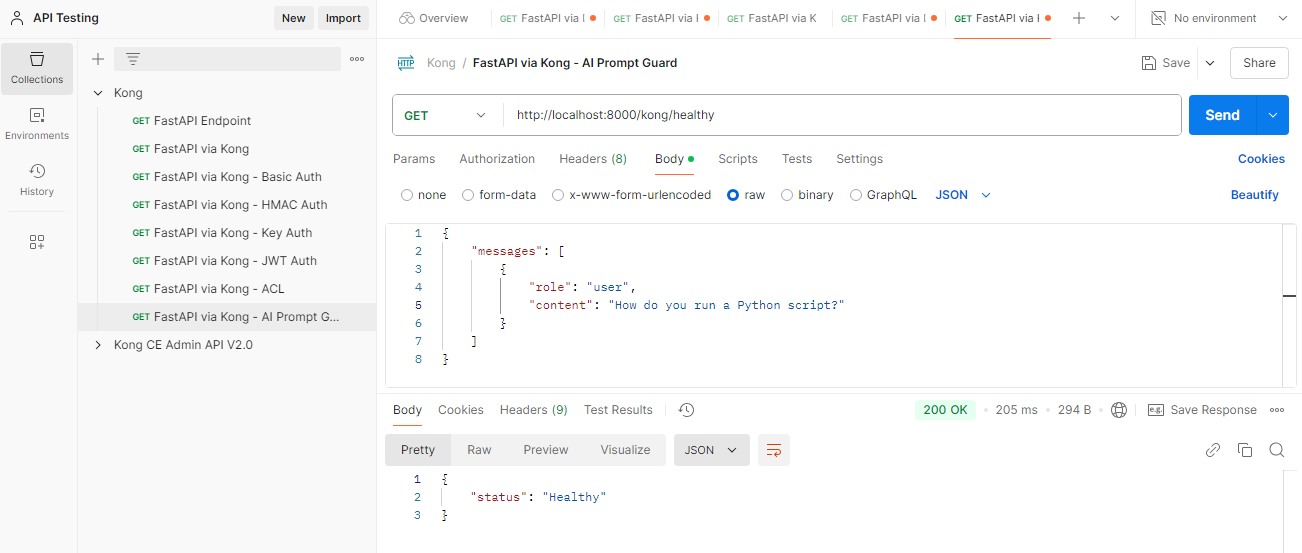 API Testing
New
Import
Overview
GET FastAPI via
GET FastAPI via
GET FastAPI via K
GET FastAPI via
GET FastAPI via
No environment
Collections
Environments
History
Kong
GET FastAPI Endpoint
GET FastAPI via Kong
GET FastAPI via Kong - Basic Auth
GET FastAPI via Kong - HMAC Auth
GET FastAPI via Kong - Key Auth
GET FastAPI via Kong - JWT Auth
GET FastAPI via Kong - ACL
GET FastAPI via Kong - AI Prompt G...
Kong CE Admin API V2.0
HTTP Kong / FastAPI via Kong - AI Prompt Guard
Save
Share
GET http://localhost:8000/kong/healthy
Send
Params Authorization Headers (8) Body Scripts Tests Settings
Cookies
none form-data x-www-form-urlencoded raw binary GraphQL JSON
Beautify
1 {
2 "messages": [
3 {
4 "role": "user",
5 "content": "How do you run a Python script?"
6 }
7 ]
8 }
Body Cookies Headers (9) Test Results
200 OK 205 ms 294 B e.g. Save Response
Pretty Raw Preview Visualize JSON
1 {
2 "status": "Healthy"
3 }